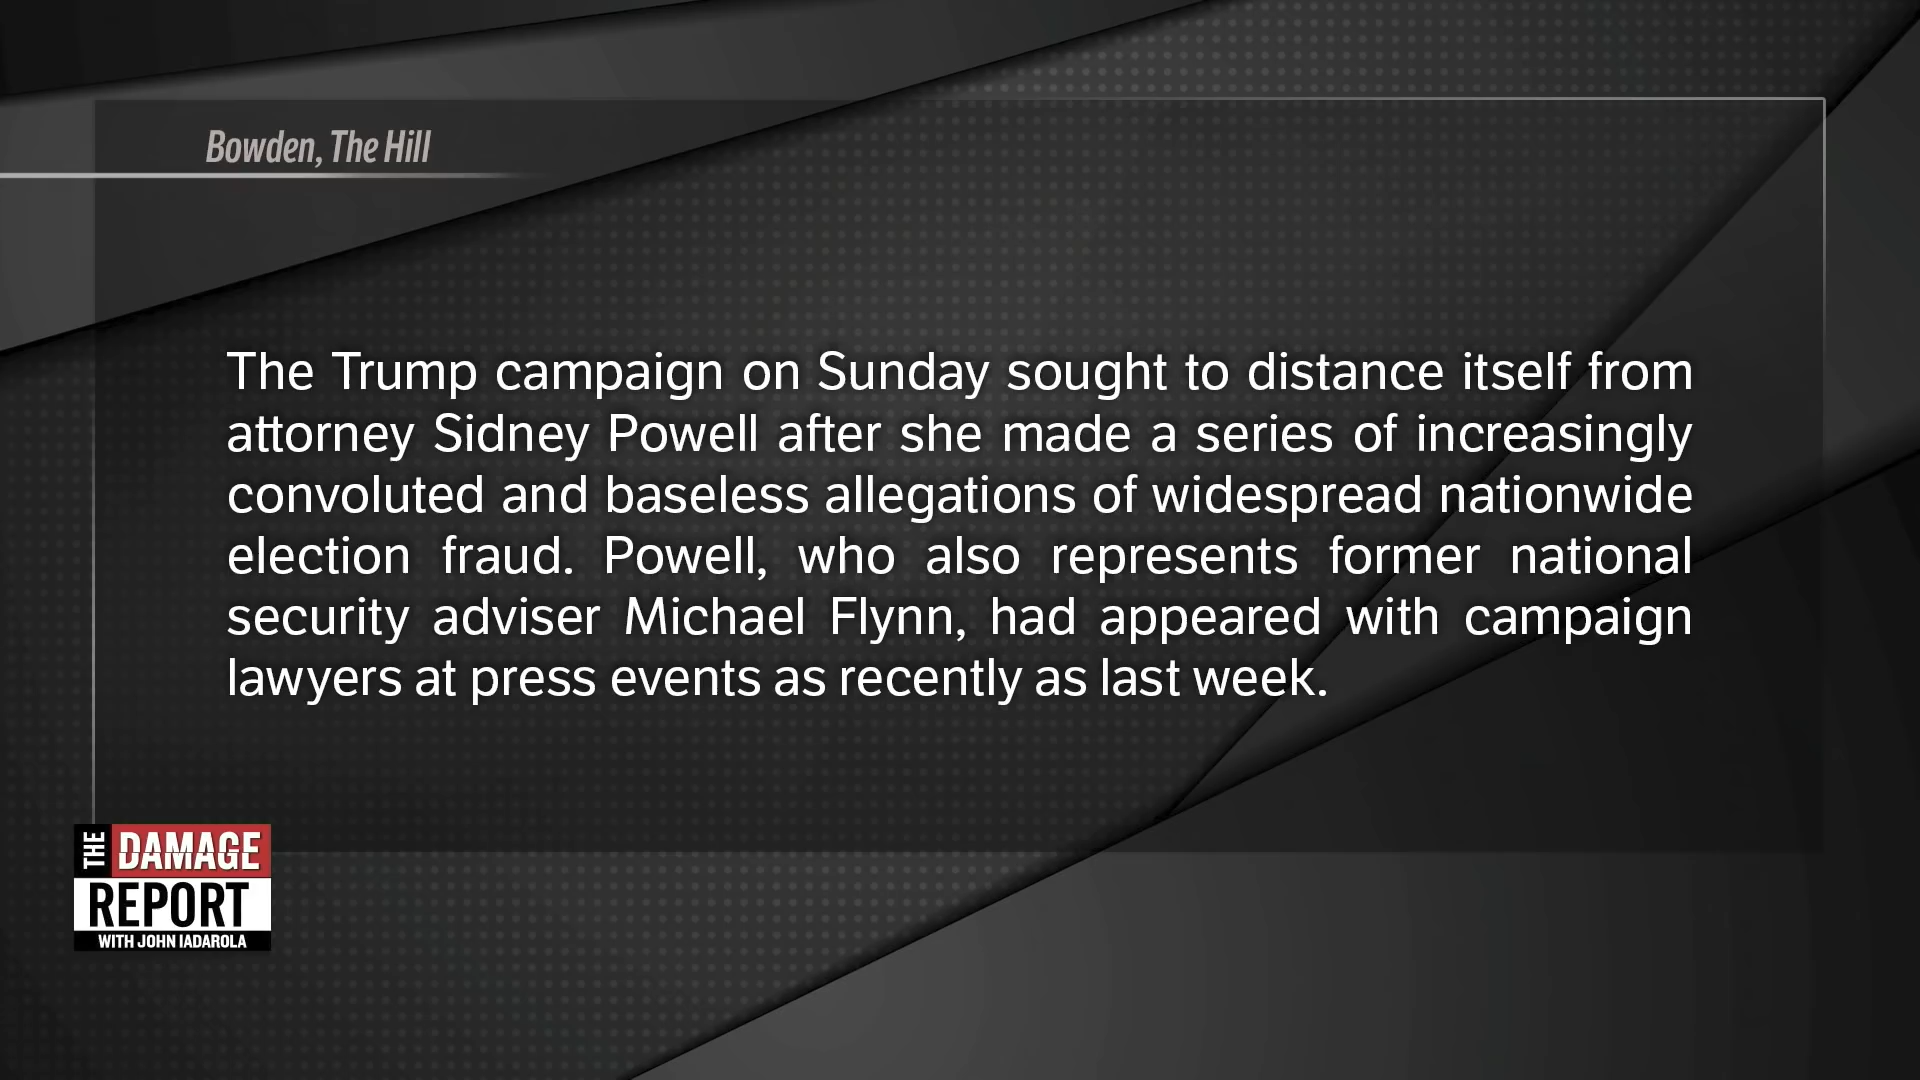 Bowden, The Hill
The Trump campaign on Sunday sought to distance itself from
attorney Sidney Powell after she made a series of increasingly
convoluted and baseless allegations of widespread nationwide
election fraud. Powell, who also represents former national
security adviser Michael Flynn, had appeared with campaign
lawyers at press events as recently as last week.
THE DAMAGE
REPORT
WITH JOHN IADAROLA